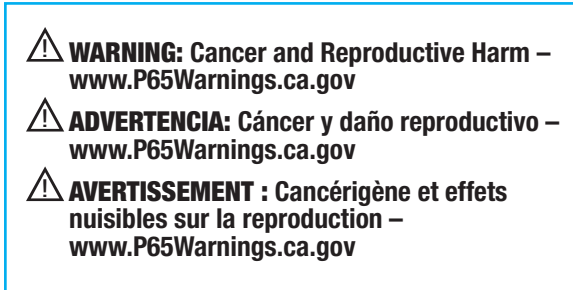 ⚠ WARNING: Cancer and Reproductive Harm –
www.P65Warnings.ca.gov
⚠ ADVERTENCIA: Cáncer y daño reproductivo –
www.P65Warnings.ca.gov
⚠ AVERTISSEMENT : Cancérigène et effets
nuisibles sur la reproduction –
www.P65Warnings.ca.gov